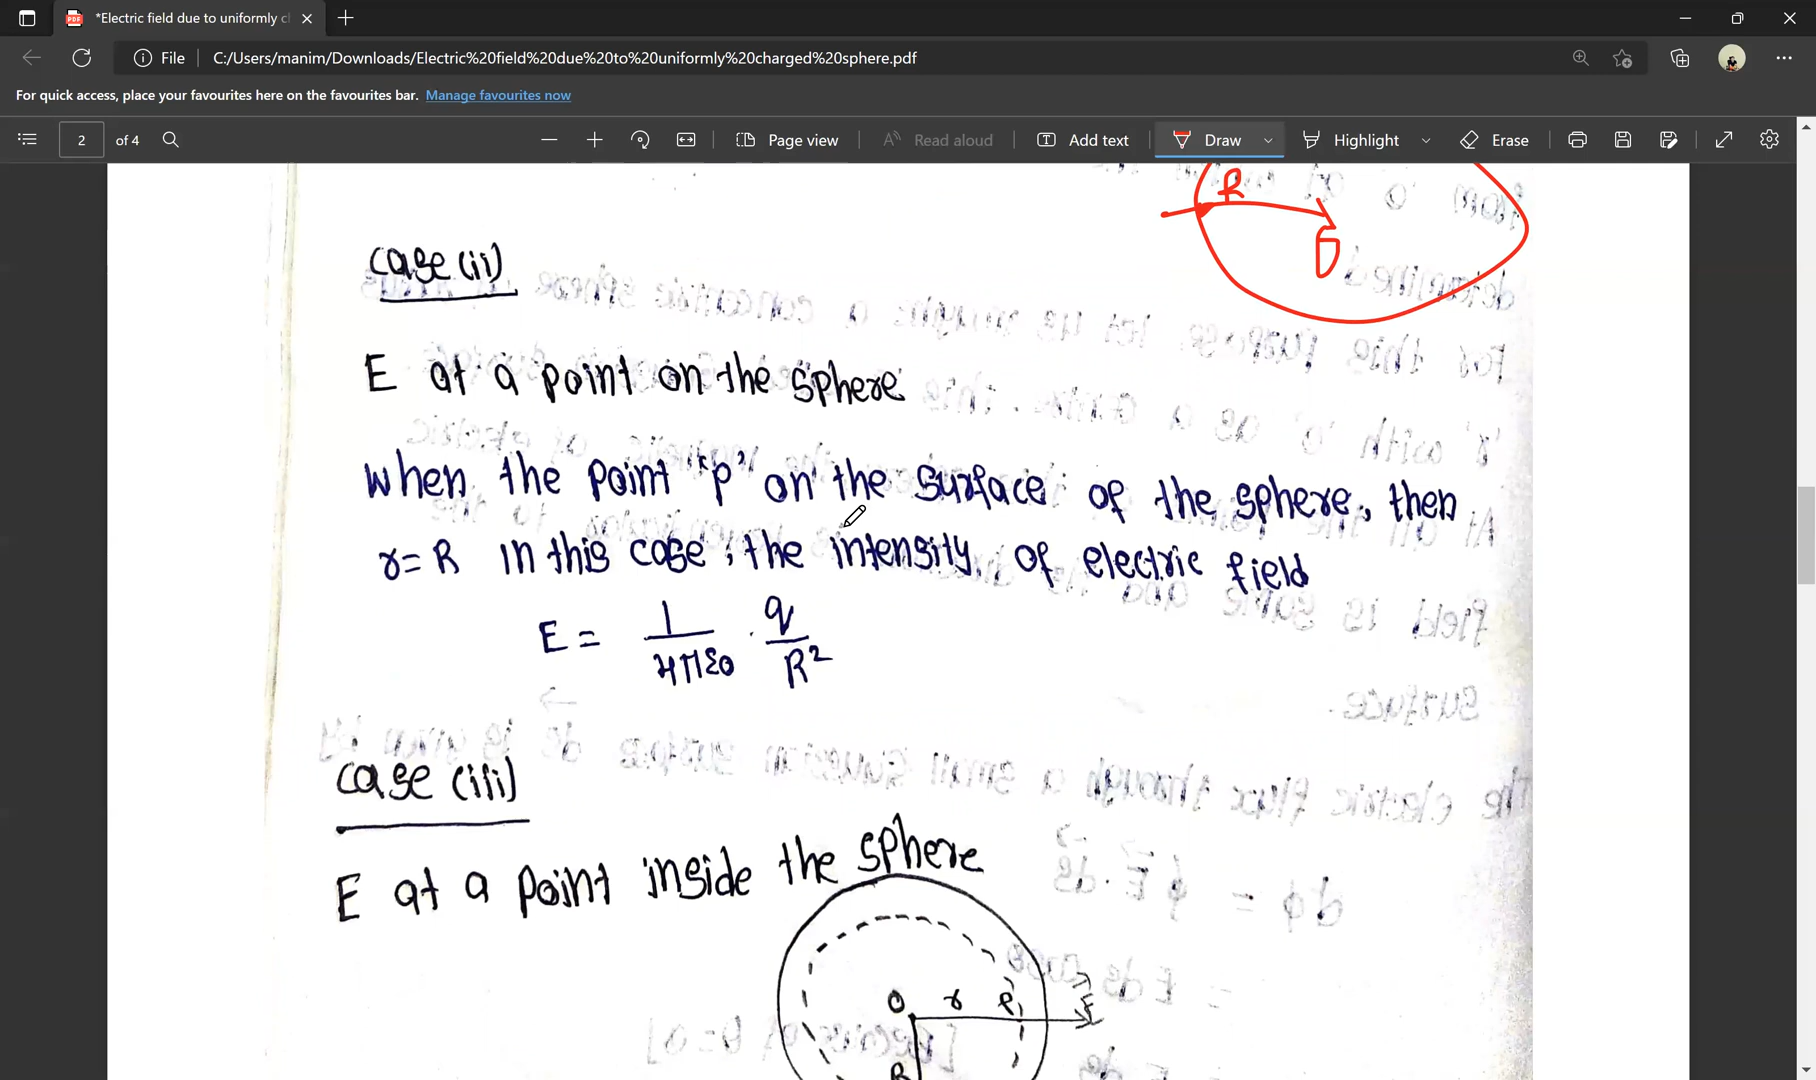 *Electric field due to uniformly cl
File C:/Users/manim/Downloads/Electric%20field%20due%20to%20uniformly%20charged%20sphere.pdf
For quick access, place your favourites here on the favourites bar. Manage favourites now
2 of 4 Page view Read aloud Add text Draw Highlight Erase
R
case (ii)
E at a point on the sphere
When the point "p" on the surface of the sphere, then
r = R in this case, the intensity of electric field
E = 1/4πε0 . q/R²
case (iii)
E at a point inside the sphere
O r P E
R